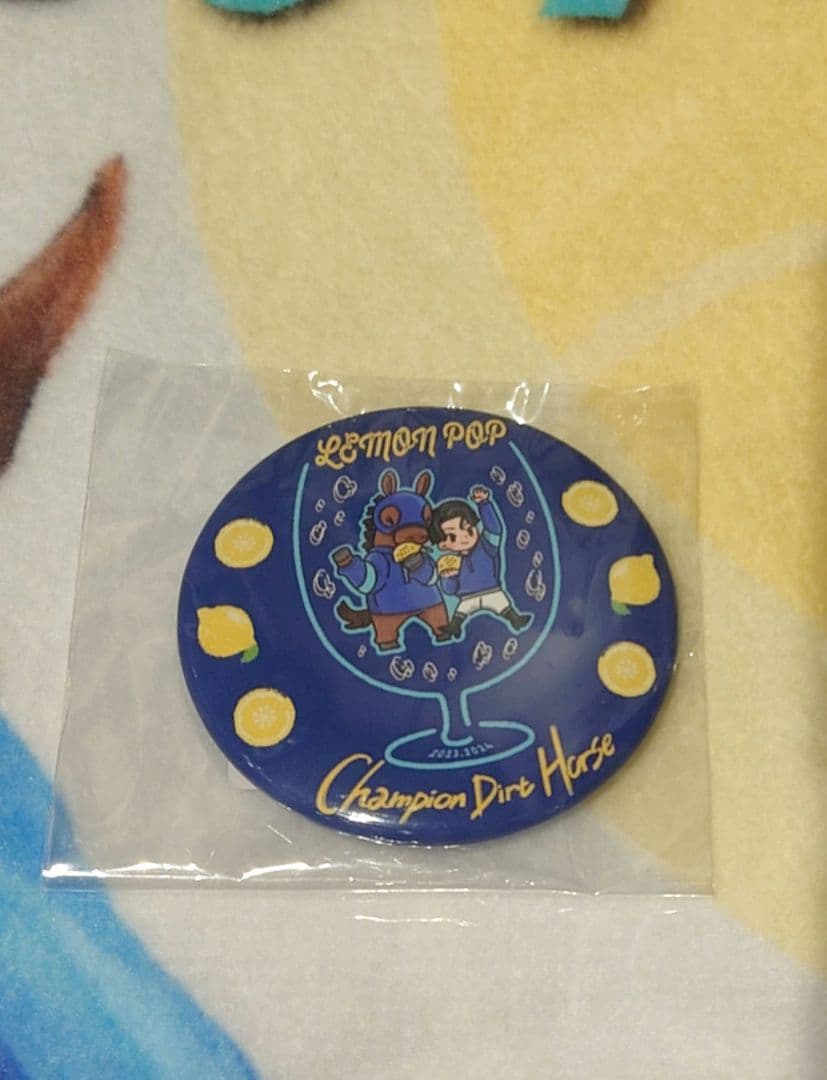 LEMON POP
2023.2024
Champion Dirt Horse